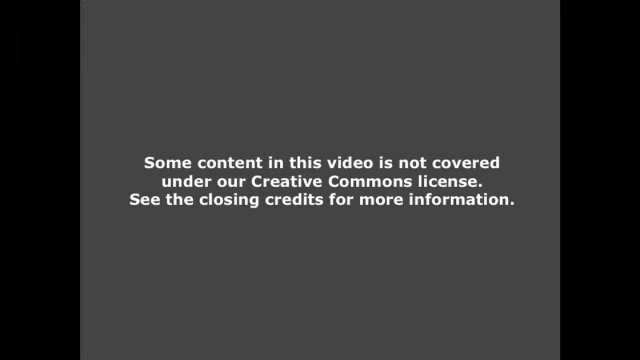 Some content in this video is not covered
under our Creative Commons license.
See the closing credits for more information.